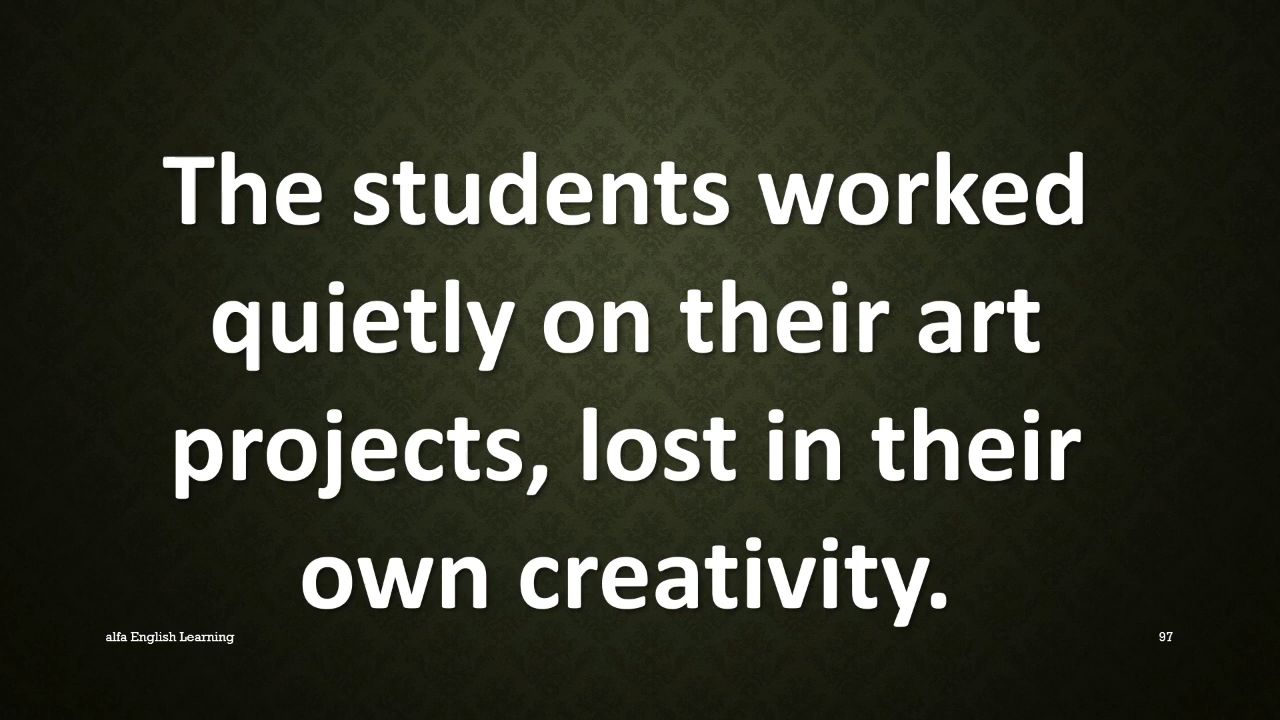 The students worked
quietly on their art
projects, lost in their
own creativity.
alfa English Learning
97